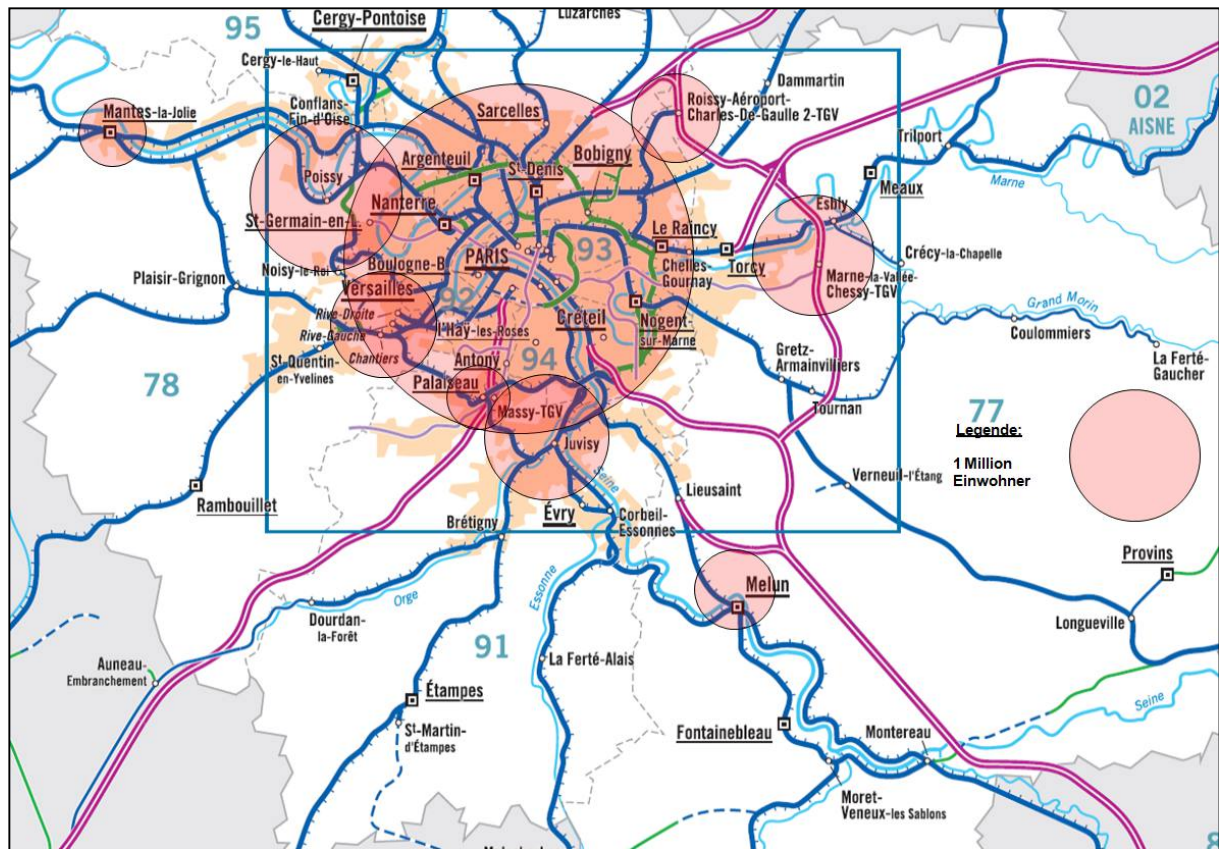 95
Cergy-Pontoise
Luzarches
Cergy-le-Haut
Dammartin
Mantes-la-Jolie
Conflans-
Fin-d'Oise
Sarcelles
Roissy-Aéroport-
Charles-De-Gaulle 2-TGV
02
AISNE
Trilport
Argenteuil
St-Denis
Bobigny
Poissy
Nanterre
Meaux
Marne
St-Germain-en-L.
Esbly
Le Raincy
PARIS
93
Crécy-la-Chapelle
Noisy-le-Roi
Boulogne-B
Chelles-
Gournay
Torcy
Marne-la-Vallée-
Chessy-TGV
Plaisir-Grignon
Versailles
92
Grand Morin
Rive-Droite
Créteil
Nogent-
sur-Marne
Rive-Gauche
l'Hay-les-Roses
Coulommiers
Chantiers
St-Quentin-
en-Yvelines
Antony
94
Gretz-
Armainvilliers
La Ferté-
Gaucher
78
Palaiseau
Massy-TGV
Tournan
77
Legende:
Juvisy
1 Million
Einwohner
Seine
Verneuil-l'Étang
Rambouillet
Lieusaint
Évry
Corbeil-
Essonnes
Brétigny
Provins
Essonne
Melun
Orge
Dourdan-
la-Forêt
Longueville
91
La Ferté-Alais
Auneau-
Embranchement
Étampes
Seine
St-Martin-
d'Étampes
Fontainebleau
Montereau
Moret-
Veneux-les Sablons
8